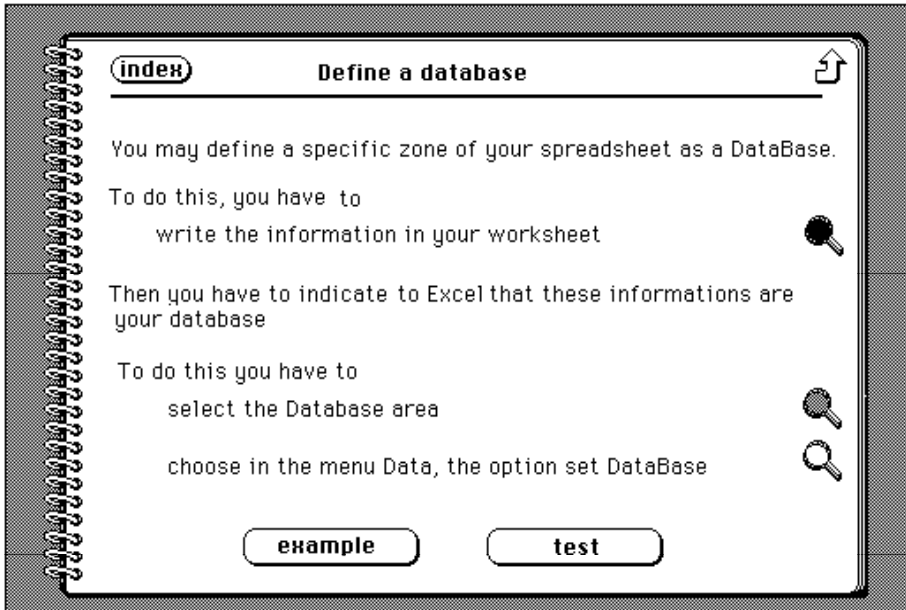 index
Define a database
You may define a specific zone of your spreadsheet as a DataBase.
To do this, you have to
write the information in your worksheet
Then you have to indicate to Excel that these informations are
your database
To do this you have to
select the Database area
choose in the menu Data, the option set DataBase
example
test